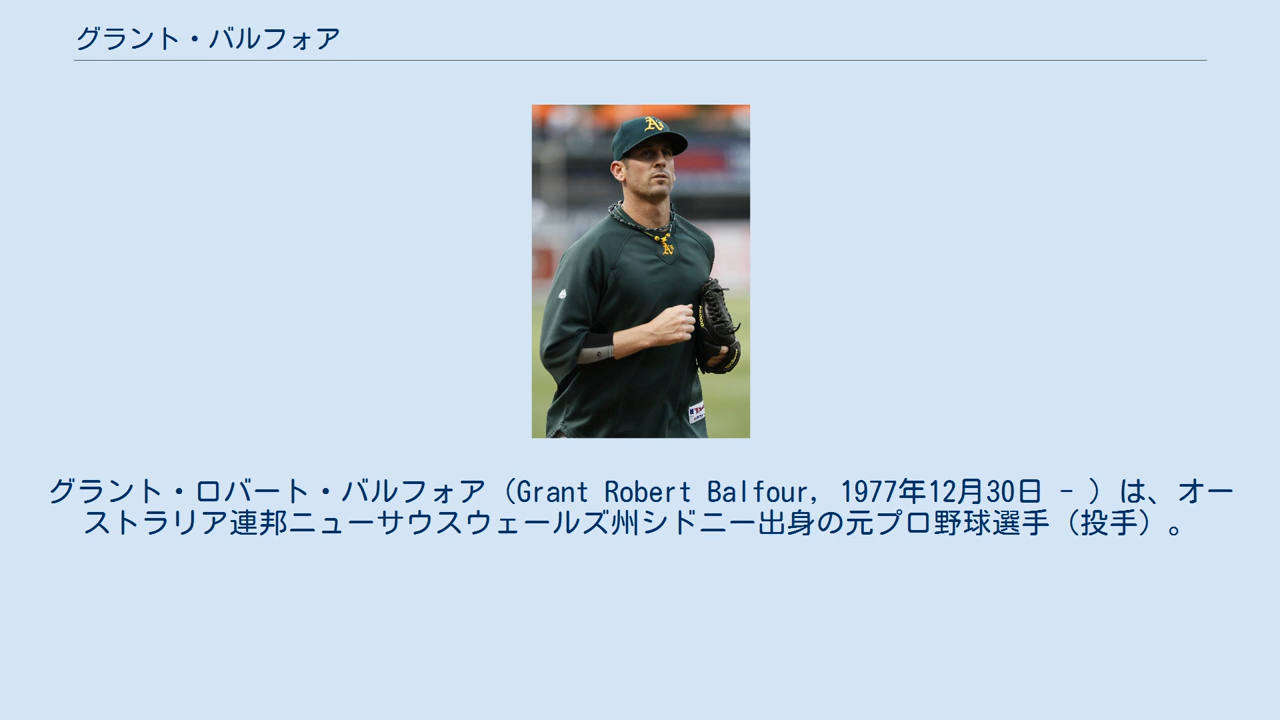 グラント・バルフォア
A's
A's
グラント・ロバート・バルフォア（Grant Robert Balfour, 1977年12月30日 - ）は、オー
ストラリア連邦ニューサウスウェールズ州シドニー出身の元プロ野球選手（投手）。